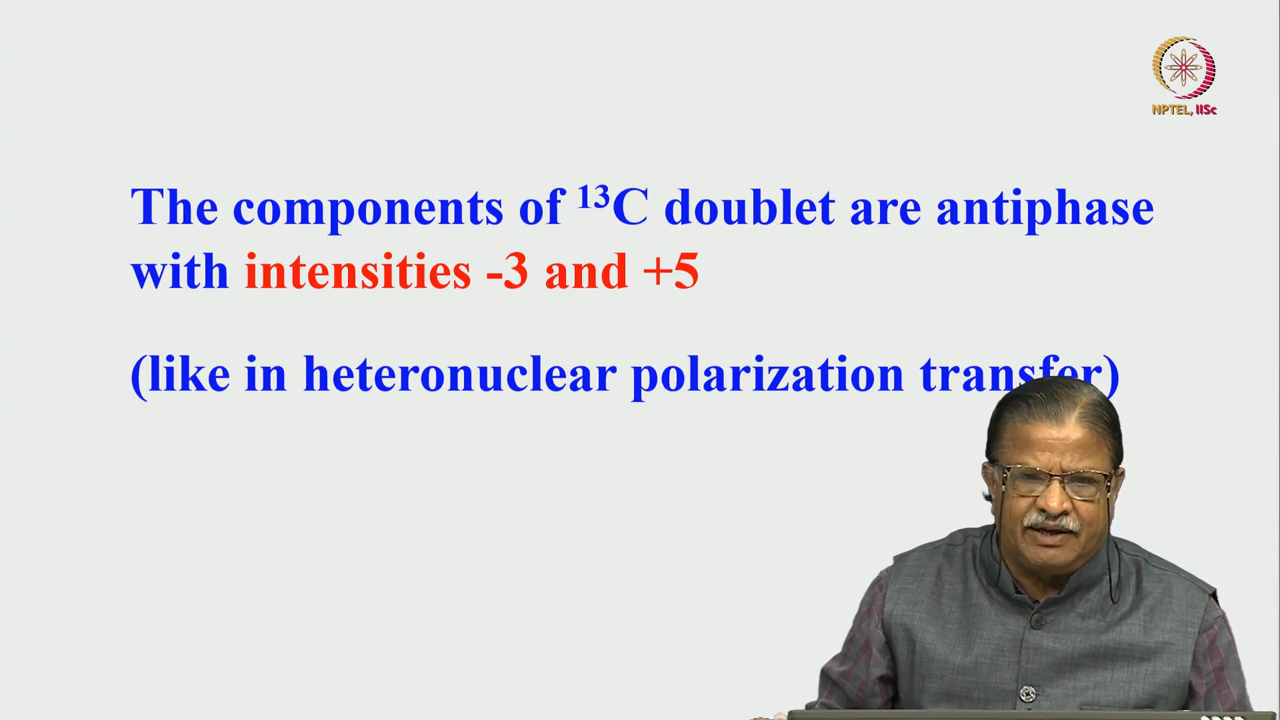 NPTEL, IISc
The components of ¹³C doublet are antiphase
with intensities -3 and +5
(like in heteronuclear polarization transfer)